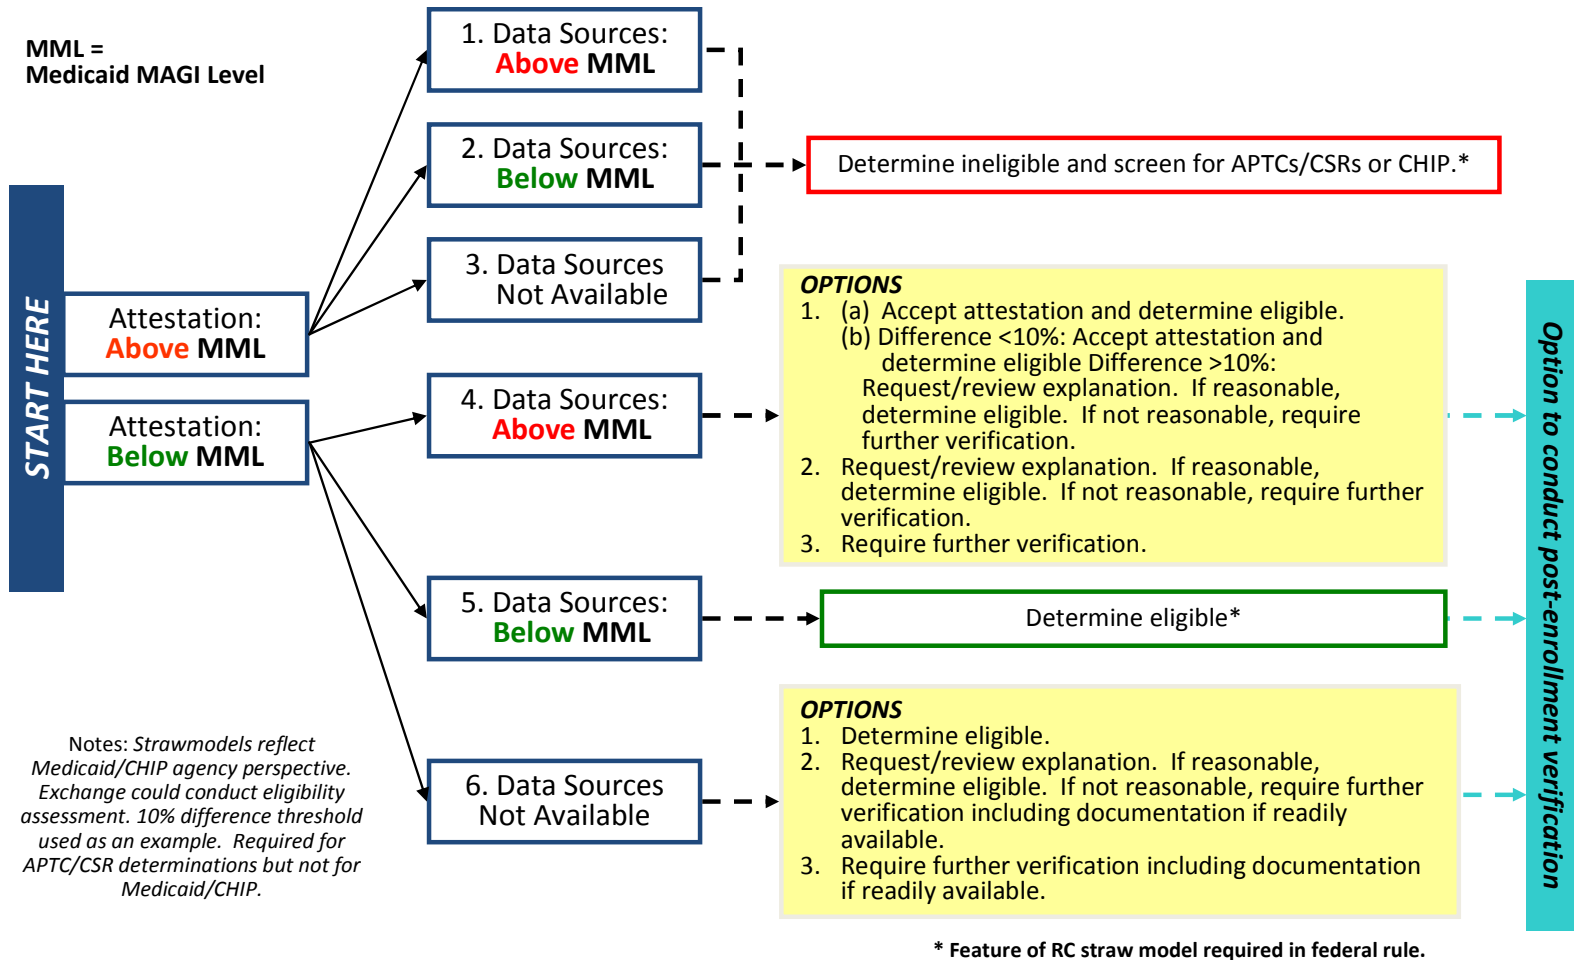 MML =
Medicaid MAGI Level
START HERE
Attestation:
Above MML
Attestation:
Below MML
1. Data Sources:
Above MML
2. Data Sources:
Below MML
3. Data Sources
Not Available
4. Data Sources:
Above MML
5. Data Sources:
Below MML
6. Data Sources
Not Available
Determine ineligible and screen for APTCs/CSRs or CHIP.*
OPTIONS
1. (a) Accept attestation and determine eligible.
(b) Difference <10%: Accept attestation and
determine eligible Difference >10%:
Request/review explanation. If reasonable,
determine eligible. If not reasonable, require
further verification.
2. Request/review explanation. If reasonable,
determine eligible. If not reasonable, require further
verification.
3. Require further verification.
Determine eligible*
OPTIONS
1. Determine eligible.
2. Request/review explanation. If reasonable,
determine eligible. If not reasonable, require further
verification including documentation if readily
available.
3. Require further verification including documentation
if readily available.
Option to conduct post-enrollment verification
Notes: Strawmodels reflect
Medicaid/CHIP agency perspective.
Exchange could conduct eligibility
assessment. 10% difference threshold
used as an example. Required for
APTC/CSR determinations but not for
Medicaid/CHIP.
* Feature of RC straw model required in federal rule.